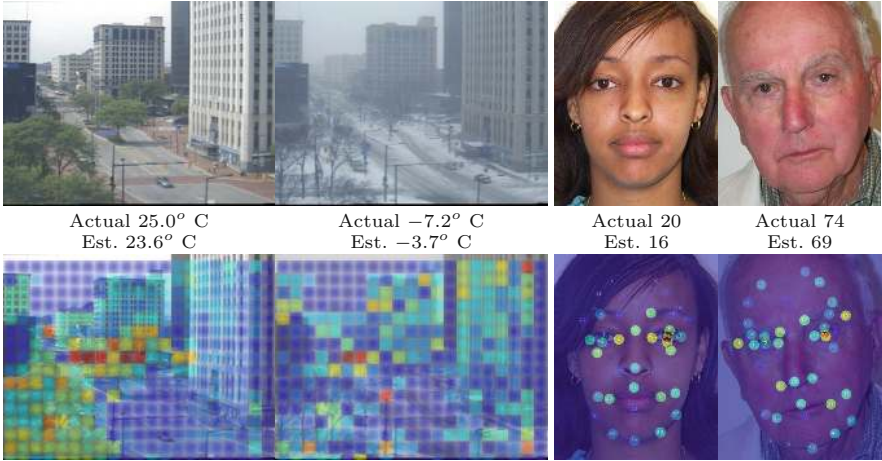 Actual 25.0° C
Est. 23.6° C
Actual −7.2° C
Est. −3.7° C
Actual 20
Est. 16
Actual 74
Est. 69